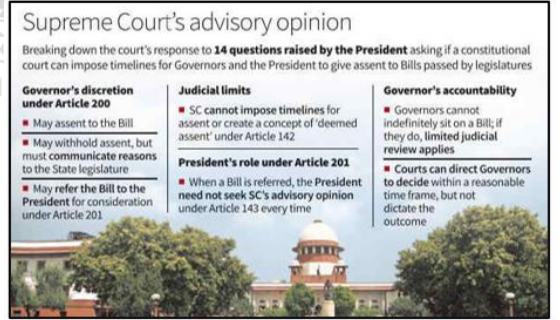 Supreme Court's advisory opinion
Breaking down the court's response to 14 questions raised by the President asking if a constitutional
court can impose timelines for Governors and the President to give assent to Bills passed by legislatures
Governor's discretion
under Article 200
▪ May assent to the Bill
▪ May withhold assent, but
must communicate reasons
to the State legislature
▪ May refer the Bill to the
President for consideration
under Article 201
Judicial limits
▪ SC cannot impose timelines for
assent or create a concept of 'deemed
assent' under Article 142
President's role under Article 201
▪ When a Bill is referred, the President
need not seek SC's advisory opinion
under Article 143 every time
Governor's accountability
▪ Governors cannot
indefinitely sit on a Bill; if
they do, limited judicial
review applies
▪ Courts can direct Governors
to decide within a reasonable
time frame, but not
dictate the
outcome